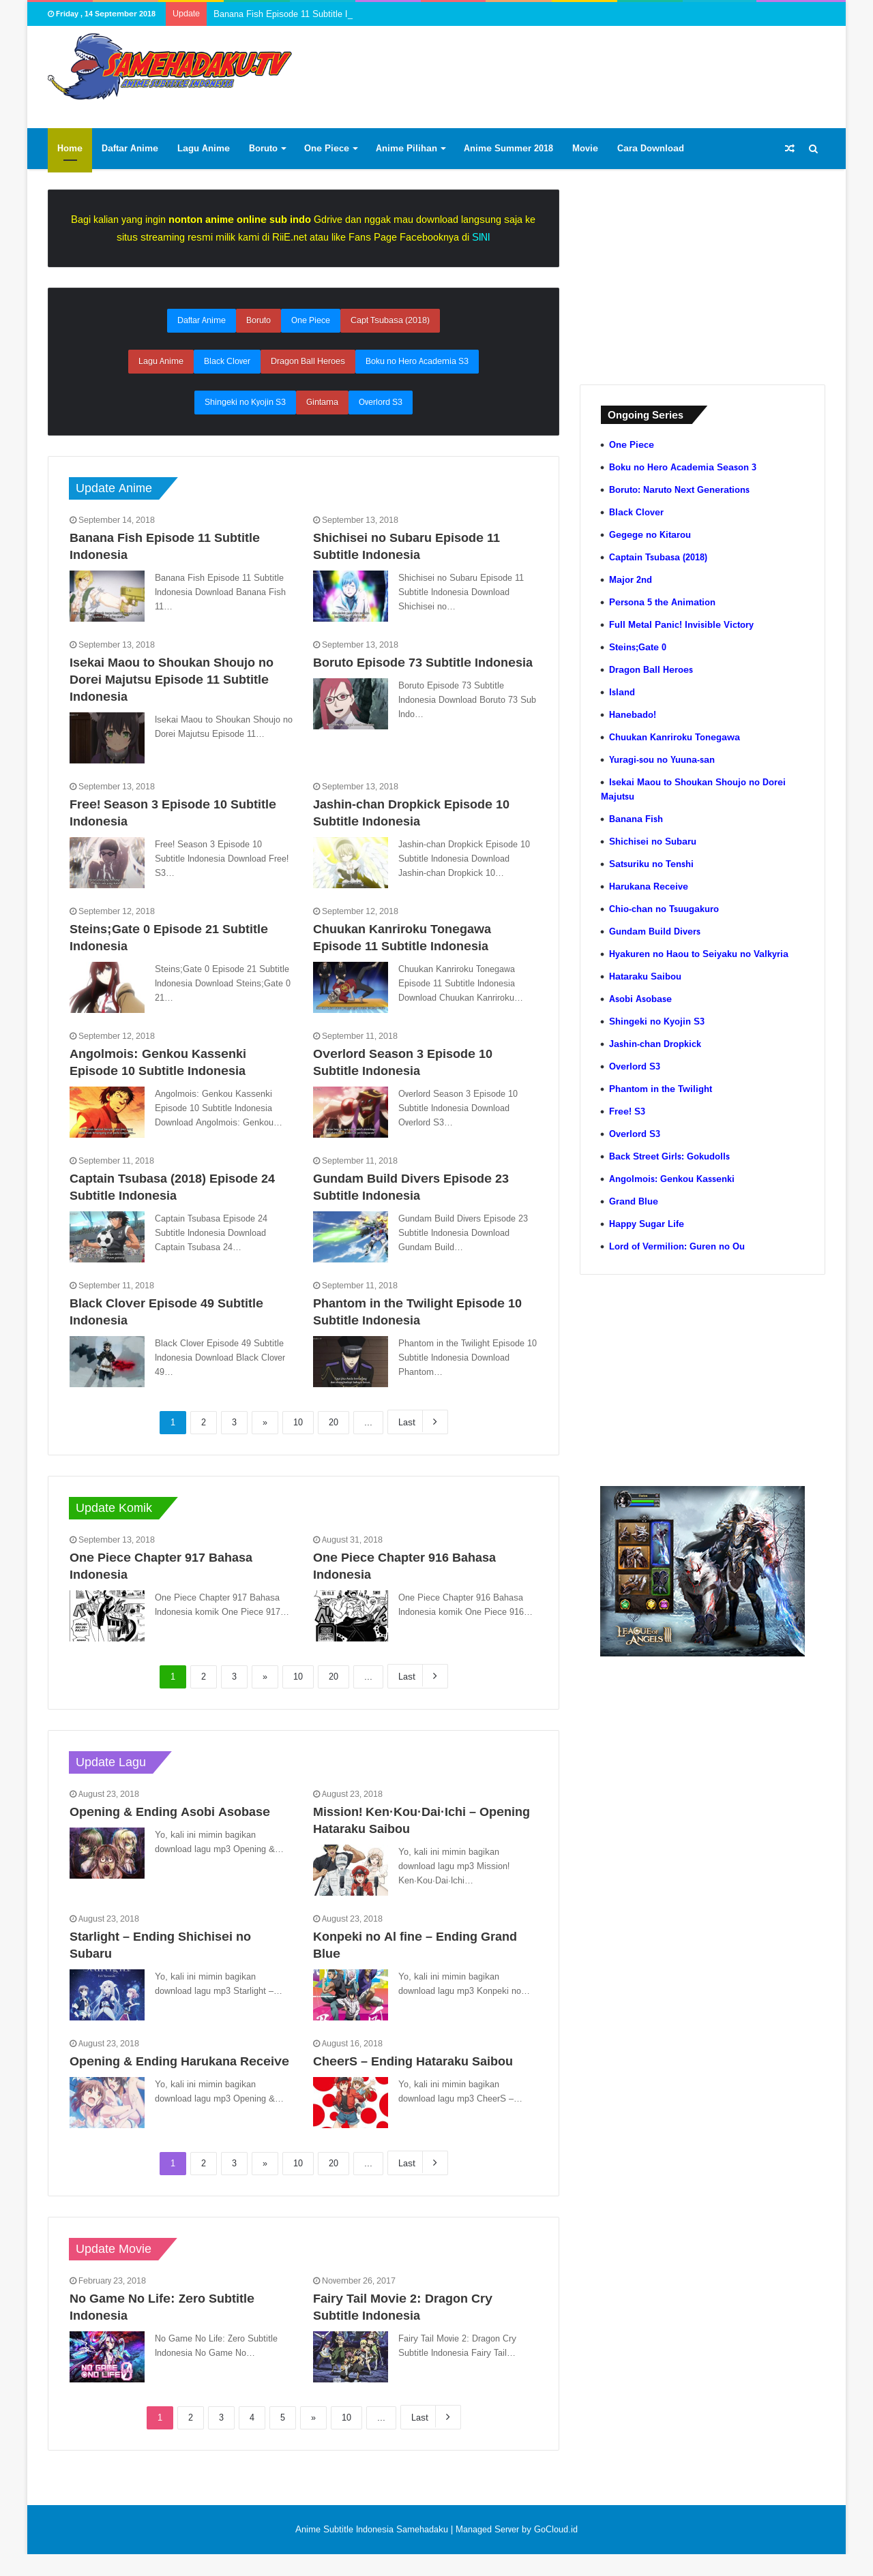 Friday , 14 September 2018
Update
Banana Fish Episode 11 Subtitle I_
SAMEHADAKU.TV
ANIME SUBTITLE INDONESIA
Home
Daftar Anime
Lagu Anime
Boruto
One Piece
Anime Pilihan
Anime Summer 2018
Movie
Cara Download
Bagi kalian yang ingin nonton anime online sub indo Gdrive dan nggak mau download langsung saja ke
situs streaming resmi milik kami di RiiE.net atau like Fans Page Facebooknya di SINI
Daftar Anime
Boruto
One Piece
Capt Tsubasa (2018)
Lagu Anime
Black Clover
Dragon Ball Heroes
Boku no Hero Academia S3
Shingeki no Kyojin S3
Gintama
Overlord S3
Update Anime
September 14, 2018
Banana Fish Episode 11 Subtitle
Indonesia
Banana Fish Episode 11 Subtitle
Indonesia Download Banana Fish
11…
September 13, 2018
Shichisei no Subaru Episode 11
Subtitle Indonesia
Shichisei no Subaru Episode 11
Subtitle Indonesia Download
Shichisei no…
September 13, 2018
Isekai Maou to Shoukan Shoujo no
Dorei Majutsu Episode 11 Subtitle
Indonesia
Isekai Maou to Shoukan Shoujo no
Dorei Majutsu Episode 11…
September 13, 2018
Boruto Episode 73 Subtitle Indonesia
Boruto Episode 73 Subtitle
Indonesia Download Boruto 73 Sub
Indo…
September 13, 2018
Free! Season 3 Episode 10 Subtitle
Indonesia
Free! Season 3 Episode 10
Subtitle Indonesia Download Free!
S3…
September 13, 2018
Jashin-chan Dropkick Episode 10
Subtitle Indonesia
Jashin-chan Dropkick Episode 10
Subtitle Indonesia Download
Jashin-chan Dropkick 10…
September 12, 2018
Steins;Gate 0 Episode 21 Subtitle
Indonesia
Steins;Gate 0 Episode 21 Subtitle
Indonesia Download Steins;Gate 0
21…
September 12, 2018
Chuukan Kanriroku Tonegawa
Episode 11 Subtitle Indonesia
Chuukan Kanriroku Tonegawa
Episode 11 Subtitle Indonesia
Download Chuukan Kanriroku…
September 12, 2018
Angolmois: Genkou Kassenki
Episode 10 Subtitle Indonesia
Angolmois: Genkou Kassenki
Episode 10 Subtitle Indonesia
Download Angolmois: Genkou…
September 11, 2018
Overlord Season 3 Episode 10
Subtitle Indonesia
Overlord Season 3 Episode 10
Subtitle Indonesia Download
Overlord S3…
September 11, 2018
Captain Tsubasa (2018) Episode 24
Subtitle Indonesia
Captain Tsubasa Episode 24
Subtitle Indonesia Download
Captain Tsubasa 24…
September 11, 2018
Gundam Build Divers Episode 23
Subtitle Indonesia
Gundam Build Divers Episode 23
Subtitle Indonesia Download
Gundam Build…
September 11, 2018
Black Clover Episode 49 Subtitle
Indonesia
Black Clover Episode 49 Subtitle
Indonesia Download Black Clover
49…
September 11, 2018
Phantom in the Twilight Episode 10
Subtitle Indonesia
Phantom in the Twilight Episode 10
Subtitle Indonesia Download
Phantom…
1 2 3 » 10 20 ... Last
Update Komik
September 13, 2018
One Piece Chapter 917 Bahasa
Indonesia
One Piece Chapter 917 Bahasa
Indonesia komik One Piece 917…
August 31, 2018
One Piece Chapter 916 Bahasa
Indonesia
One Piece Chapter 916 Bahasa
Indonesia komik One Piece 916…
1 2 3 » 10 20 ... Last
Update Lagu
August 23, 2018
Opening & Ending Asobi Asobase
Yo, kali ini mimin bagikan
download lagu mp3 Opening &…
August 23, 2018
Mission! Ken·Kou·Dai·Ichi – Opening
Hataraku Saibou
Yo, kali ini mimin bagikan
download lagu mp3 Mission!
Ken·Kou·Dai·Ichi…
August 23, 2018
Starlight – Ending Shichisei no
Subaru
Yo, kali ini mimin bagikan
download lagu mp3 Starlight –…
August 23, 2018
Konpeki no Al fine – Ending Grand
Blue
Yo, kali ini mimin bagikan
download lagu mp3 Konpeki no…
August 23, 2018
Opening & Ending Harukana Receive
Yo, kali ini mimin bagikan
download lagu mp3 Opening &…
August 16, 2018
CheerS – Ending Hataraku Saibou
Yo, kali ini mimin bagikan
download lagu mp3 CheerS –…
1 2 3 » 10 20 ... Last
Update Movie
February 23, 2018
No Game No Life: Zero Subtitle
Indonesia
NO GAME
NO LIFE 0
No Game No Life: Zero Subtitle
Indonesia No Game No…
November 26, 2017
Fairy Tail Movie 2: Dragon Cry
Subtitle Indonesia
Fairy Tail Movie 2: Dragon Cry
Subtitle Indonesia Fairy Tail…
1 2 3 4 5 » 10 ... Last
Ongoing Series
One Piece
Boku no Hero Academia Season 3
Boruto: Naruto Next Generations
Black Clover
Gegege no Kitarou
Captain Tsubasa (2018)
Major 2nd
Persona 5 the Animation
Full Metal Panic! Invisible Victory
Steins;Gate 0
Dragon Ball Heroes
Island
Hanebado!
Chuukan Kanriroku Tonegawa
Yuragi-sou no Yuuna-san
Isekai Maou to Shoukan Shoujo no Dorei
Majutsu
Banana Fish
Shichisei no Subaru
Satsuriku no Tenshi
Harukana Receive
Chio-chan no Tsuugakuro
Gundam Build Divers
Hyakuren no Haou to Seiyaku no Valkyria
Hataraku Saibou
Asobi Asobase
Shingeki no Kyojin S3
Jashin-chan Dropkick
Overlord S3
Phantom in the Twilight
Free! S3
Overlord S3
Back Street Girls: Gokudolls
Angolmois: Genkou Kassenki
Grand Blue
Happy Sugar Life
Lord of Vermilion: Guren no Ou
LEAGUE OF
ANGELS III
Anime Subtitle Indonesia Samehadaku | Managed Server by GoCloud.id